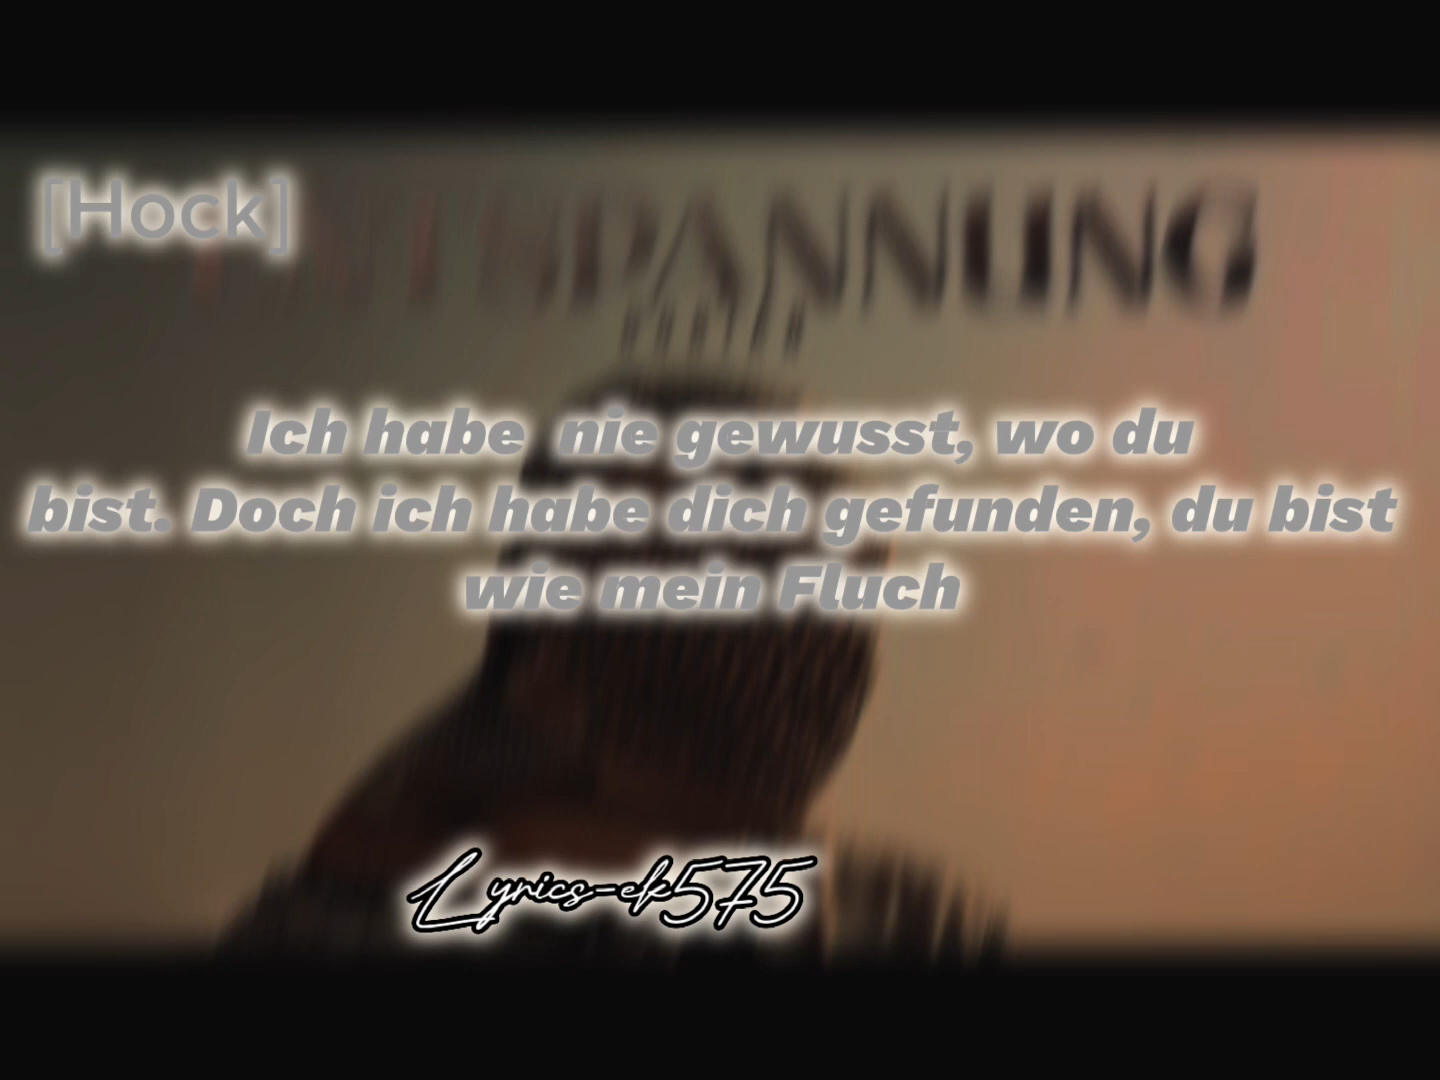 [Hock]
Ich habe nie gewusst, wo du
bist. Doch ich habe dich gefunden, du bist
wie mein Fluch
Lyrics-ek575